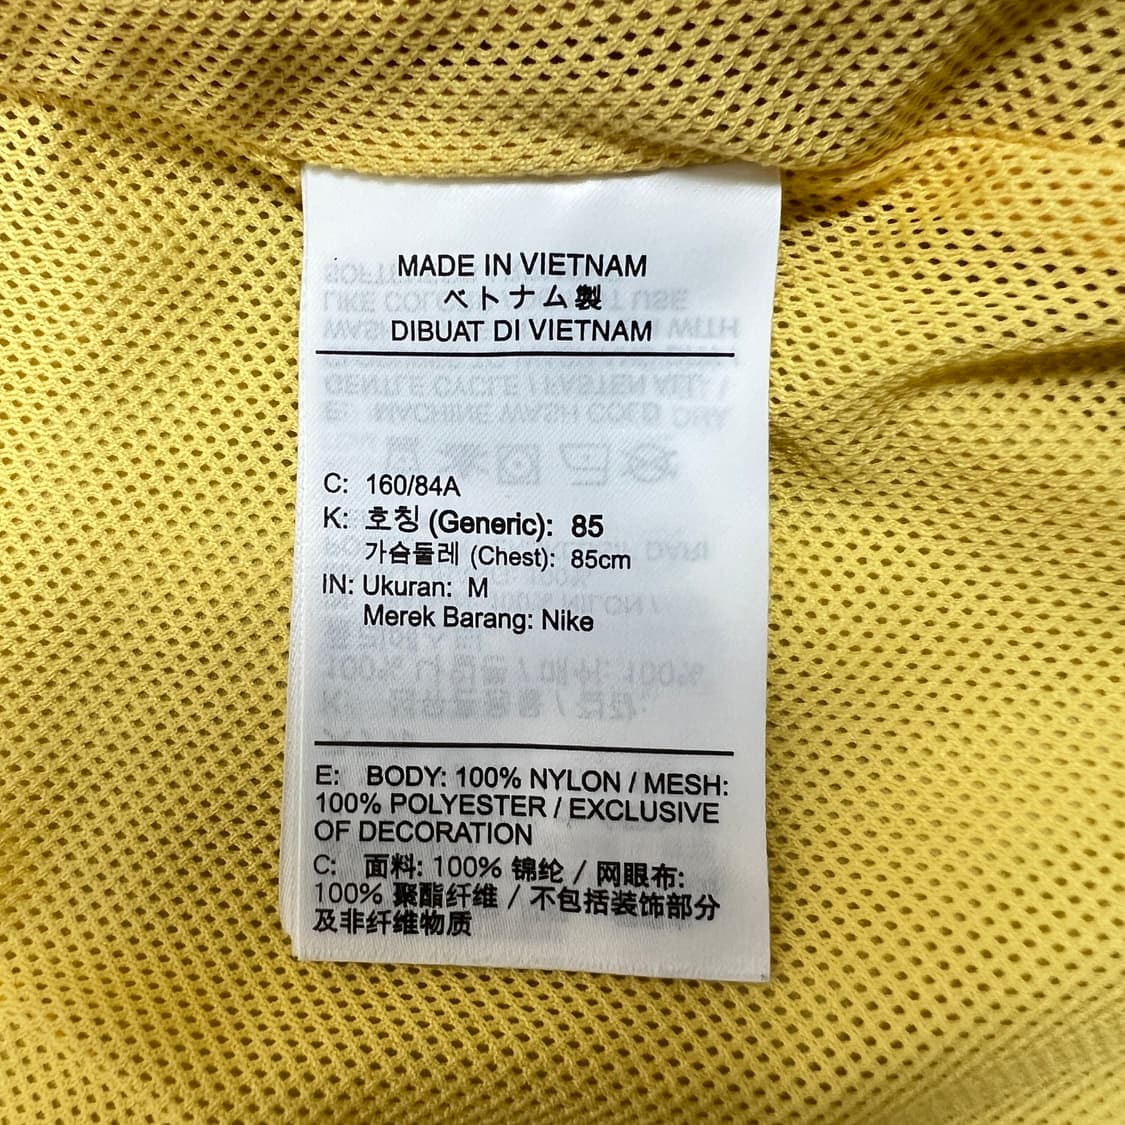 MADE IN VIETNAM
ベトナム製
DIBUAT DI VIETNAM
C: 160/84A
K: 호칭 (Generic): 85
가슴둘레 (Chest): 85cm
IN: Ukuran: M
Merek Barang: Nike
E: BODY: 100% NYLON / MESH:
100% POLYESTER / EXCLUSIVE
OF DECORATION
C: 面料: 100% 锦纶 / 网眼布:
100% 聚酯纤维 / 不包括装饰部分
及非纤维物质